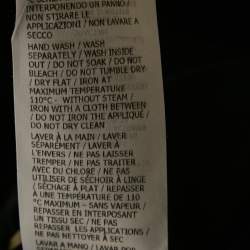 INTERPONENDO UN PANNO/
NON STIRARE LE
APPLICAZIONI / NON LAVARE A
SECCO
HAND WASH / WASH
SEPARATELY / WASH INSIDE
OUT / DO NOT SOAK / DO NOT
BLEACH / DO NOT TUMBLE DRY
/ DRY FLAT / IRON AT
MAXIMUM TEMPERATURE
110°C - WITHOUT STEAM /
IRON WITH A CLOTH BETWEEN
/ DO NOT IRON THE APPLIQUÉ /
DO NOT DRY CLEAN
LAVER À LA MAIN / LAVER
SÉPARÉMENT / LAVER À
L'ENVERS / NE PAS LAISSER
TREMPER / NE PAS TRAITER
AVEC DU CHLORE / NE PAS
UTILISER DE SÉCHOIR À LINGE
/ SÉCHAGE À PLAT / REPASSER
À UNE TEMPÉRATURE DE 110
°C MAXIMUM – SANS VAPEUR /
REPASSER EN INTERPOSANT
UN TISSU SEC / NE PAS
REPASSER LES APPLICATIONS /
NE PAS NETTOYER À SEC
LAVAR A MANO / LAVAR POR